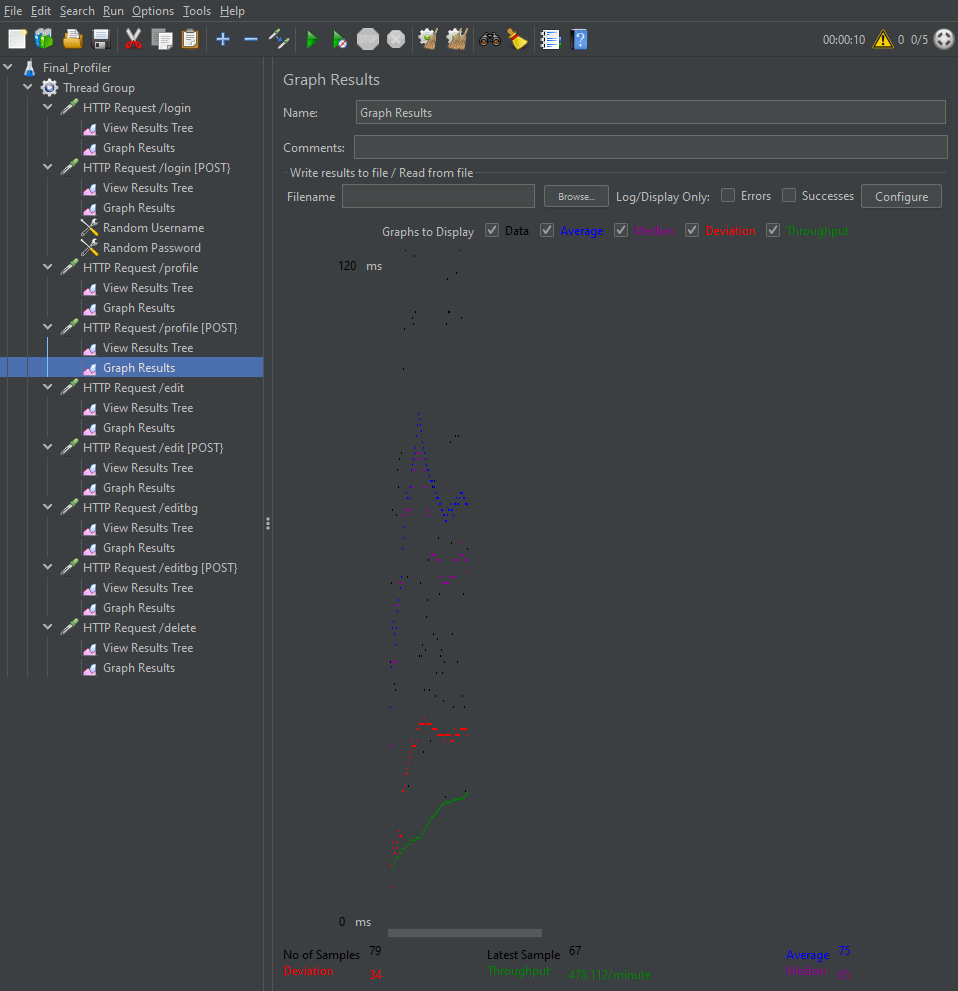 File Edit Search Run Options Tools Help
00:00:10 0 0/5
Final_Profiler
Thread Group
HTTP Request /login
View Results Tree
Graph Results
HTTP Request /login [POST}
View Results Tree
Graph Results
Random Username
Random Password
HTTP Request /profile
View Results Tree
Graph Results
HTTP Request /profile [POST}
View Results Tree
Graph Results
HTTP Request /edit
View Results Tree
Graph Results
HTTP Request /edit [POST}
View Results Tree
Graph Results
HTTP Request /editbg
View Results Tree
Graph Results
HTTP Request /editbg [POST}
View Results Tree
Graph Results
HTTP Request /delete
View Results Tree
Graph Results
Graph Results
Name: Graph Results
Comments:
Write results to file / Read from file
Filename Browse... Log/Display Only: Errors Successes Configure
Graphs to Display Data Average Median Deviation Throughput
120 ms
0 ms
No of Samples 79 Latest Sample 67 Average 75
Deviation 34 Throughput 478.112/minute Median